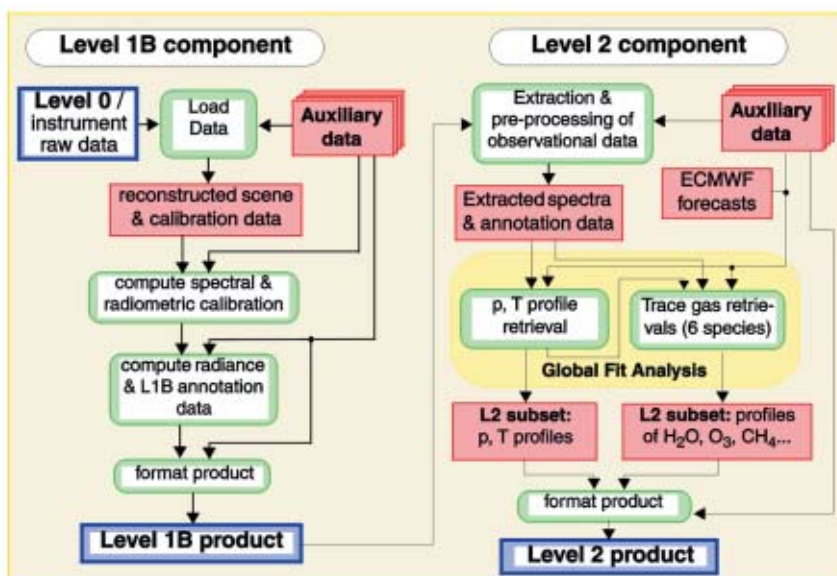 Level 1B component
Level 0 /
instrument
raw data
Load
Data
Auxiliary
data
reconstructed scene
& calibration data
compute spectral &
radiometric calibration
compute radiance
& L1B annotation
data
format product
Level 1B product
Level 2 component
Extraction &
pre-processing of
observational data
Auxiliary
data
ECMWF
forecasts
Extracted spectra
& annotation data
p, T profile
retrieval
Trace gas retrie-
vals (6 species)
Global Fit Analysis
L2 subset:
p, T profiles
L2 subset: profiles
of H₂O, O₃, CH₄...
format product
Level 2 product